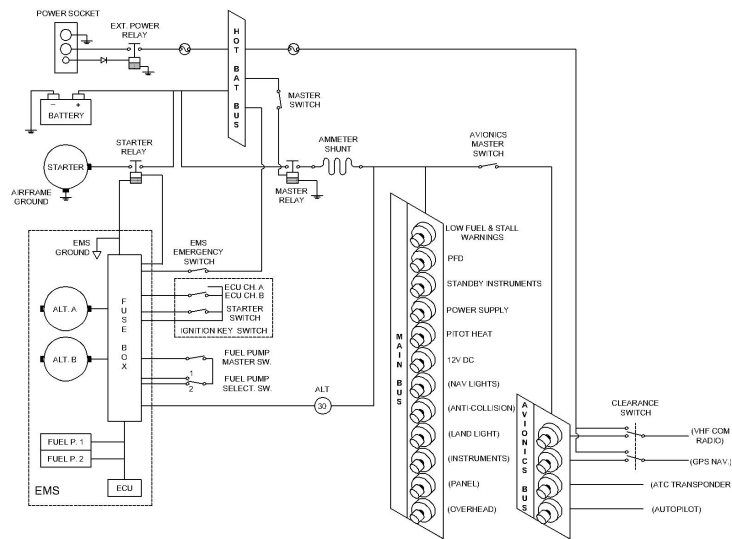 POWER SOCKET
EXT. POWER
RELAY
HOT BAT BUS
MASTER
SWITCH
– +
BATTERY
STARTER
RELAY
AMMETER
SHUNT
AVIONICS
MASTER
SWITCH
STARTER
AIRFRAME
GROUND
MASTER
RELAY
EMS
GROUND
EMS
EMERGENCY
SWITCH
LOW FUEL & STALL
WARNINGS
PFD
STANDBY INSTRUMENTS
POWER SUPPLY
PITOT HEAT
12V DC
(NAV LIGHTS)
(ANTI-COLLISION)
(LAND LIGHT)
(INSTRUMENTS)
(PANEL)
(OVERHEAD)
MAIN BUS
ECU CH. A
ECU CH. B
STARTER
SWITCH
IGNITION KEY SWITCH
ALT. A
ALT. B
FUSE BOX
FUEL PUMP
MASTER SW.
1
2
FUEL PUMP
SELECT. SW.
ALT
30
AVIONICS BUS
CLEARANCE
SWITCH
(VHF COM
RADIO)
(GPS NAV.)
(ATC TRANSPONDER
(AUTOPILOT)
FUEL P. 1
FUEL P. 2
ECU
EMS